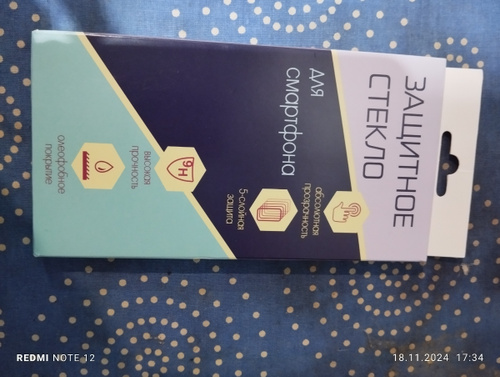 ЗАЩИТНОЕ
СТЕКЛО
для
смартфона
абсолютная
прозрачность
5-слойная
защита
9H
высокая
прочность
олеофобное
покрытие
REDMI NOTE 12
18.11.2024 17:34